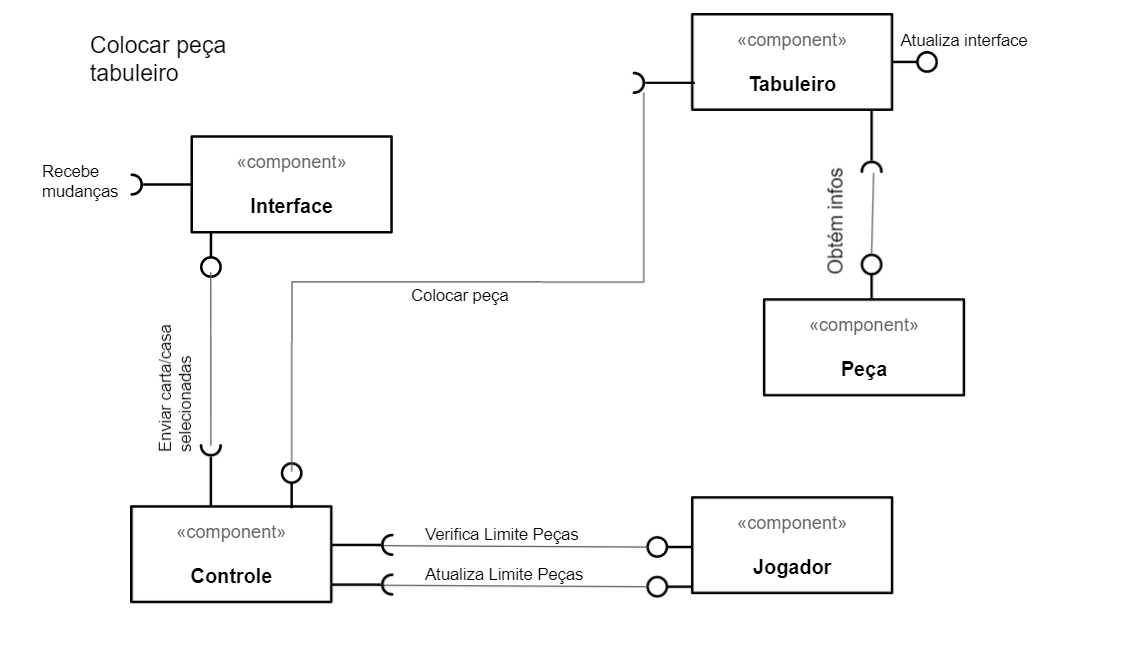 Colocar peça
tabuleiro
«component»
Tabuleiro
Atualiza interface
Recebe
mudanças
«component»
Interface
Obtém infos
Colocar peça
«component»
Peça
Enviar carta/casa
selecionadas
«component»
Controle
Verifica Limite Peças
Atualiza Limite Peças
«component»
Jogador